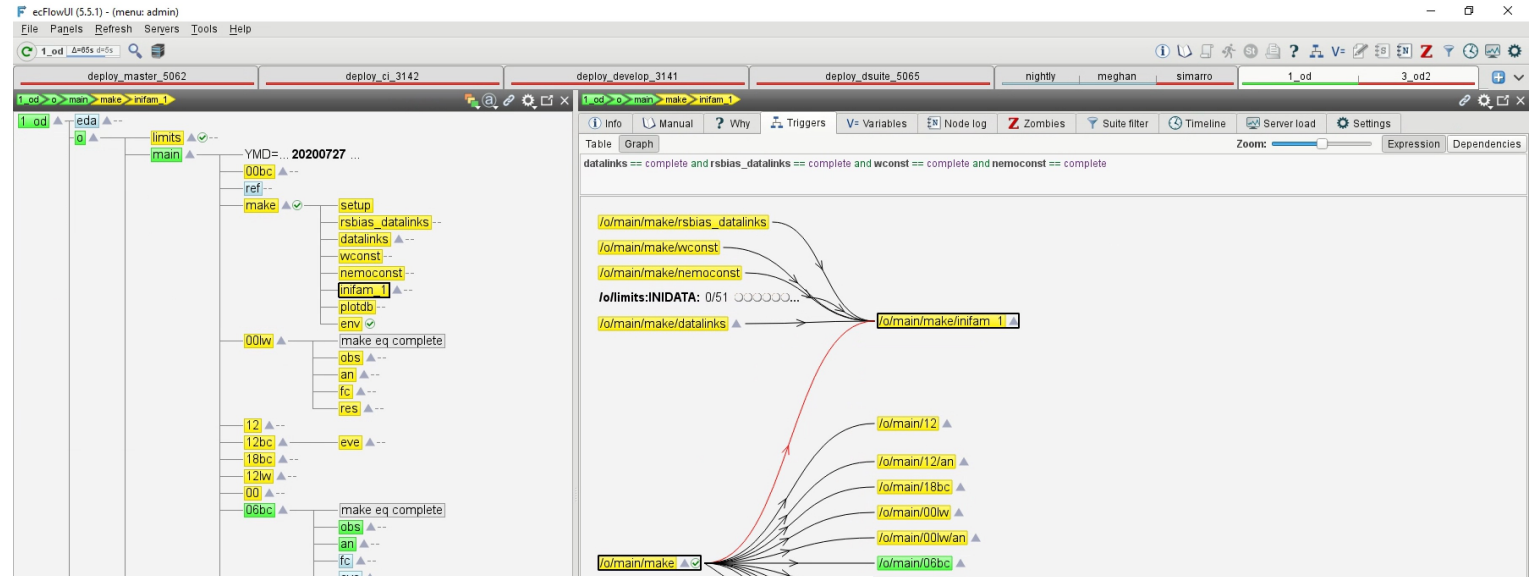 ecFlowUI (5.5.1) - (menu: admin)
File Panels Refresh Servers Tools Help
1_od Δ=65s d=5s
deploy_master_5062 deploy_ci_3142 deploy_develop_3141 deploy_dsuite_5065 nightly meghan simarro 1_od 3_od2
1_od o main make inifam_1
1_od o main make inifam_1
Info Manual Why Triggers V= Variables Node log Zombies Suite filter Timeline Server load Settings
Table Graph Zoom: Expression Dependencies
datalinks == complete and rsbias_datalinks == complete and wconst == complete and nemoconst == complete
1_od eda
o limits
main YMD=... 20200727 ...
00bc
ref
make setup
rsbias_datalinks
datalinks
wconst
nemoconst
inifam_1
plotdb
env
00lw make eq complete
obs
an
fc
res
12
12bc eve
18bc
12lw
00
06bc make eq complete
obs
an
fc
/o/main/make/rsbias_datalinks
/o/main/make/wconst
/o/main/make/nemoconst
/o/limits:INIDATA: 0/51 ...
/o/main/make/datalinks
/o/main/make/inifam_1
/o/main/12
/o/main/12/an
/o/main/18bc
/o/main/00lw
/o/main/00lw/an
/o/main/make
/o/main/06bc